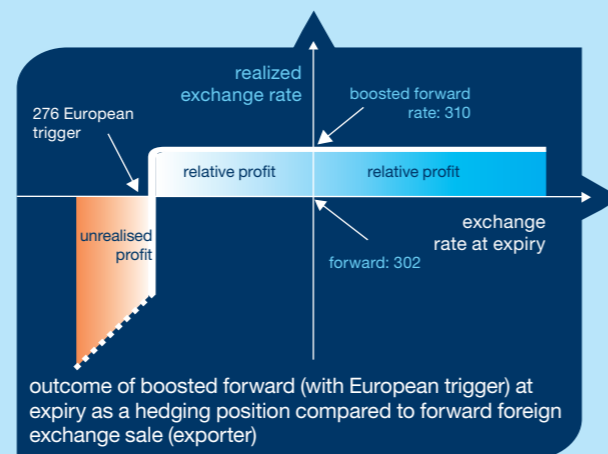 realized
exchange rate
276 European
trigger
boosted forward
rate: 310
relative profit
relative profit
unrealised
profit
exchange
rate at expiry
forward: 302
outcome of boosted forward (with European trigger) at
expiry as a hedging position compared to forward foreign
exchange sale (exporter)